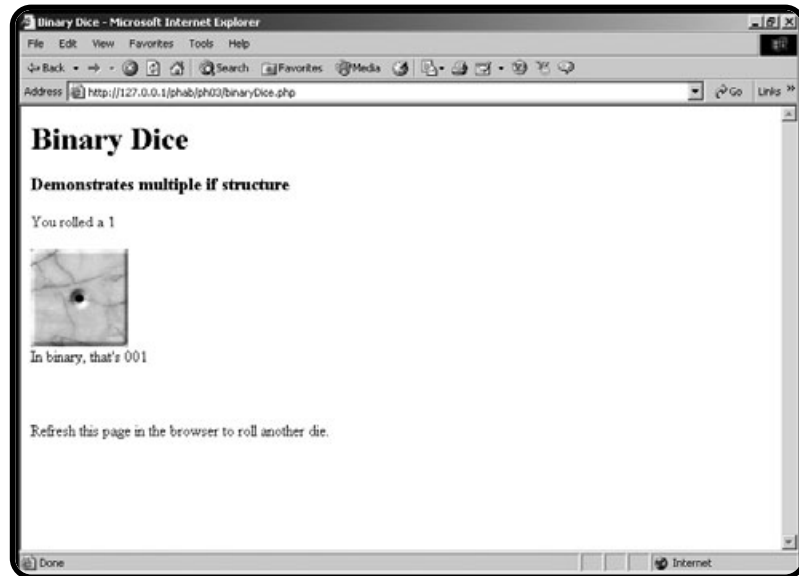 Binary Dice - Microsoft Internet Explorer
File Edit View Favorites Tools Help
Back Search Favorites Media
Address http://127.0.0.1/phab/ph03/binaryDice.php Go Links »
Binary Dice
Demonstrates multiple if structure
You rolled a 1
In binary, that's 001
Refresh this page in the browser to roll another die.
Done Internet